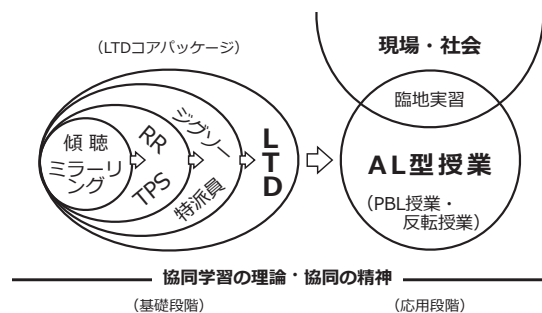 （LTDコアパッケージ）
傾 聴
ミラーリ
ング
RR
TPS
ジグソー
特派員
LTD
現場・社会
臨地実習
AL型授業
（PBL授業・
反転授業）
協同学習の理論・協同の精神
（基礎段階）
（応用段階）